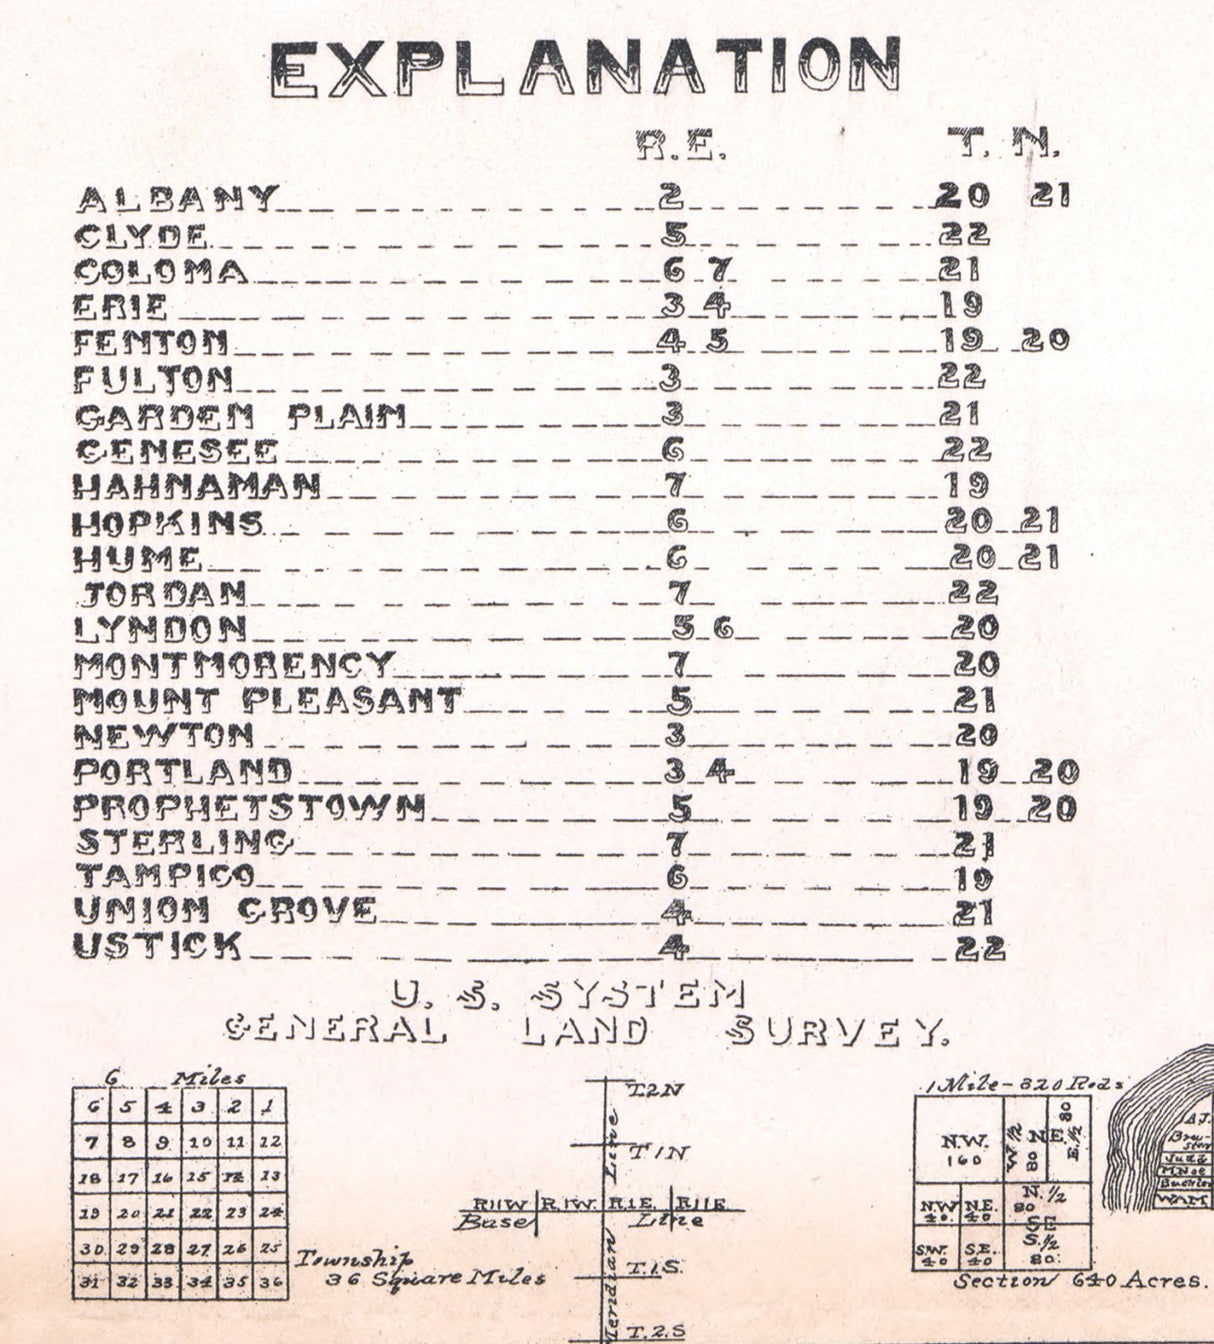 EXPLANATION
R.E. T. N.
ALBANY 2 20 21
CLYDE 5 22
COLOMA 6 7 21
ERIE 3 4 19
FENTON 4 5 19 20
FULTON 3 22
GARDEN PLAIN 3 21
GENESEE 6 22
HAHNAMAN 7 19
HOPKINS 6 20 21
HUME 6 20 21
JORDAN 7 22
LYNDON 5 6 20
MONTMORENCY 7 20
MOUNT PLEASANT 5 21
NEWTON 3 20
PORTLAND 3 4 19 20
PROPHETSTOWN 5 19 20
STERLING 7 21
TAMPICO 6 19
UNION GROVE 4 21
USTICK 4 22
U. S. SYSTEM
GENERAL LAND SURVEY.
6 Miles
6 5 4 3 2 1
7 8 9 10 11 12
18 17 16 15 14 13
19 20 21 22 23 24
30 29 28 27 26 25
31 32 33 34 35 36
Township
36 Square Miles
T.2N
T.1N
R.II.W R.I.W. R.I.E. R.II.E.
Base Line
Meridian Line
T.1.S.
T.2.S
1 Mile - 320 Rods
N.W.
160
W 1/2
80
N.E.
E. 1/2 80
N.W. N.E.
40. 40
S.W. S.E.
40 40
N. 1/2
80
S.E.
S. 1/2
80.
Section 640 Acres.
A.J.
Judd
McNoe